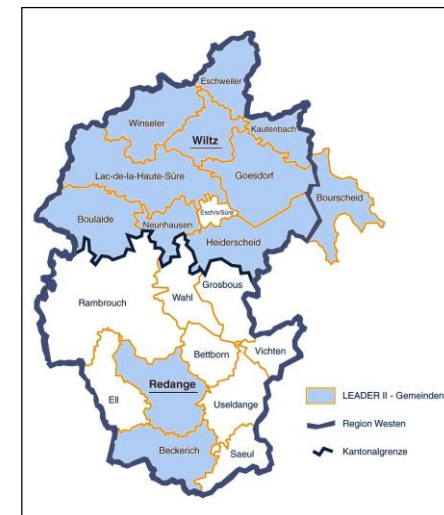 Eschweiler
Winseler
Wiltz
Kautenbach
Lac-de-la-Haute-Sûre
Goesdorf
Bourscheid
Boulaide
Neunhausen
Esch/s/Sûre
Heiderscheid
Rambrouch
Wahl
Grosbous
Bettborn
Vichten
Redange
Ell
Useldange
Beckerich
Saeul
LEADER II - Gemeinden
Region Westen
Kantonalgrenze